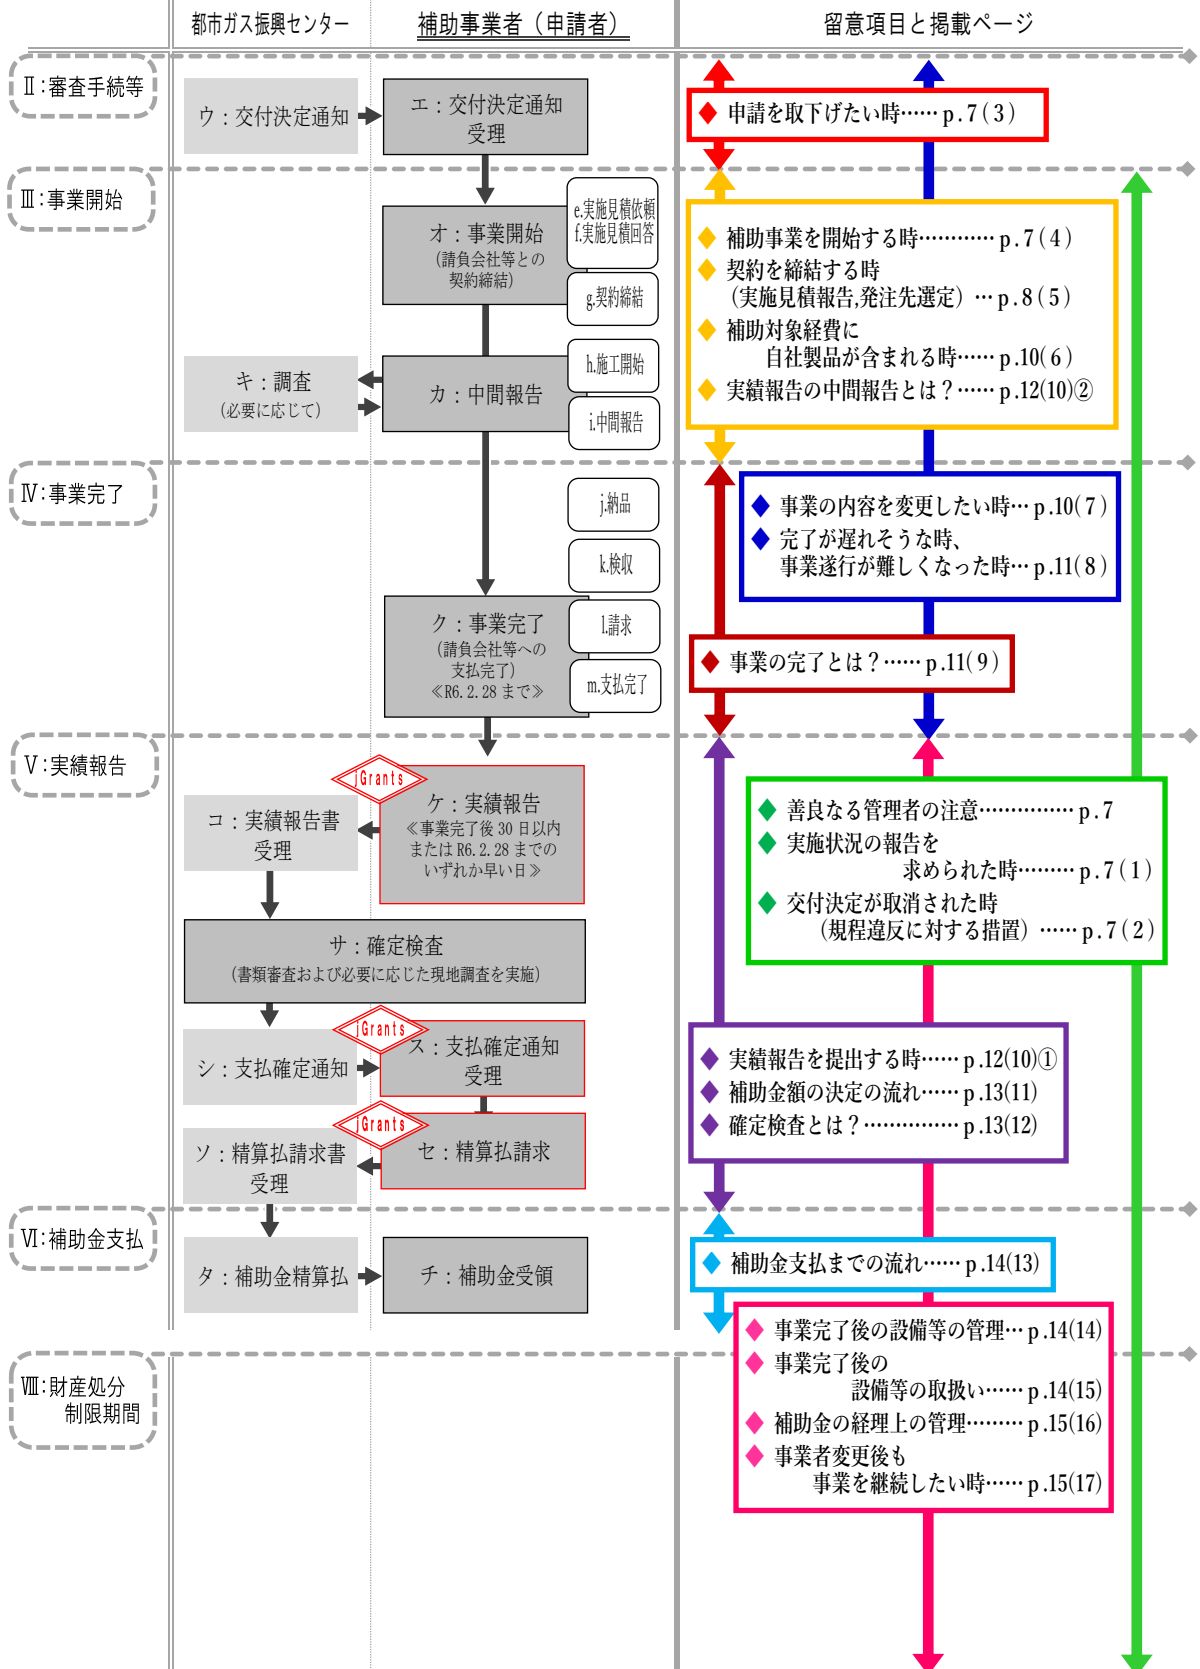 都市ガス振興センター
補助事業者（申請者）
留意項目と掲載ページ
Ⅱ：審査手続等
ウ：交付決定通知
エ：交付決定通知
受理
◆ 申請を取下げたい時…… p.7(3)
Ⅲ：事業開始
オ：事業開始
（請負会社等との
契約締結）
e.実施見積依頼
f.実施見積回答
g.契約締結
◆ 補助事業を開始する時………… p.7(4)
◆ 契約を締結する時
（実施見積報告,発注先選定）… p.8(5)
◆ 補助対象経費に
自社製品が含まれる時…… p.10(6)
◆ 実績報告の中間報告とは？…… p.12(10)②
キ：調査
（必要に応じて）
カ：中間報告
h.施工開始
i.中間報告
Ⅳ：事業完了
j.納品
k.検収
l.請求
m.支払完了
◆ 事業の内容を変更したい時… p.10(7)
◆ 完了が遅れそうな時、
事業遂行が難しくなった時… p.11(8)
ク：事業完了
（請負会社等への
支払完了）
≪R6.2.28 まで≫
◆ 事業の完了とは？…… p.11(9)
Ⅴ：実績報告
jGrants
ケ：実績報告
≪事業完了後 30 日以内
または R6.2.28 までの
いずれか早い日≫
コ：実績報告書
受理
◆ 善良なる管理者の注意…………… p.7
◆ 実施状況の報告を
求められた時……… p.7(1)
◆ 交付決定が取消された時
（規程違反に対する措置）…… p.7(2)
サ：確定検査
（書類審査および必要に応じた現地調査を実施）
jGrants
シ：支払確定通知
ス：支払確定通知
受理
◆ 実績報告を提出する時…… p.12(10)①
◆ 補助金額の決定の流れ…… p.13(11)
◆ 確定検査とは？…………… p.13(12)
jGrants
ソ：精算払請求書
受理
セ：精算払請求
Ⅵ：補助金支払
タ：補助金精算払
チ：補助金受領
◆ 補助金支払までの流れ…… p.14(13)
Ⅷ：財産処分
制限期間
◆ 事業完了後の設備等の管理… p.14(14)
◆ 事業完了後の
設備等の取扱い…… p.14(15)
◆ 補助金の経理上の管理……… p.15(16)
◆ 事業者変更後も
事業を継続したい時…… p.15(17)